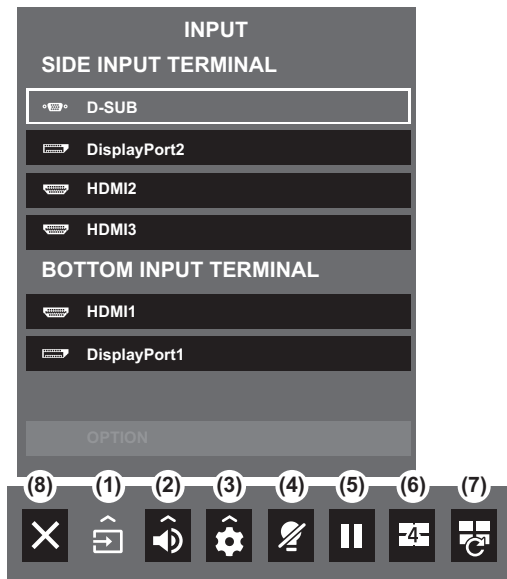 INPUT
SIDE INPUT TERMINAL
D-SUB
DisplayPort2
HDMI2
HDMI3
BOTTOM INPUT TERMINAL
HDMI1
DisplayPort1
OPTION
(8) (1) (2) (3) (4) (5) (6) (7)
4